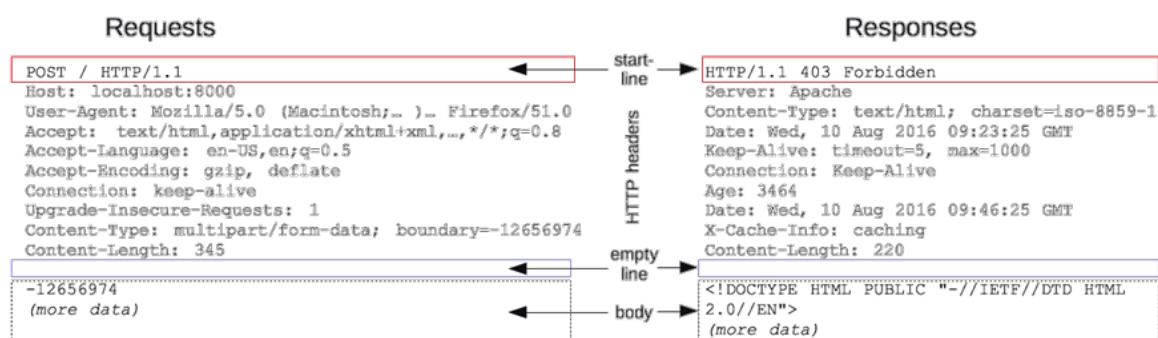 Requests
POST / HTTP/1.1
Host: localhost:8000
User-Agent: Mozilla/5.0 (Macintosh;… )… Firefox/51.0
Accept: text/html,application/xhtml+xml,…,*/*;q=0.8
Accept-Language: en-US,en;q=0.5
Accept-Encoding: gzip, deflate
Connection: keep-alive
Upgrade-Insecure-Requests: 1
Content-Type: multipart/form-data; boundary=-12656974
Content-Length: 345
-12656974
(more data)
start-
line
HTTP headers
empty
line
body
Responses
HTTP/1.1 403 Forbidden
Server: Apache
Content-Type: text/html; charset=iso-8859-1
Date: Wed, 10 Aug 2016 09:23:25 GMT
Keep-Alive: timeout=5, max=1000
Connection: Keep-Alive
Age: 3464
Date: Wed, 10 Aug 2016 09:46:25 GMT
X-Cache-Info: caching
Content-Length: 220
<!DOCTYPE HTML PUBLIC "-//IETF//DTD HTML
2.0//EN">
(more data)